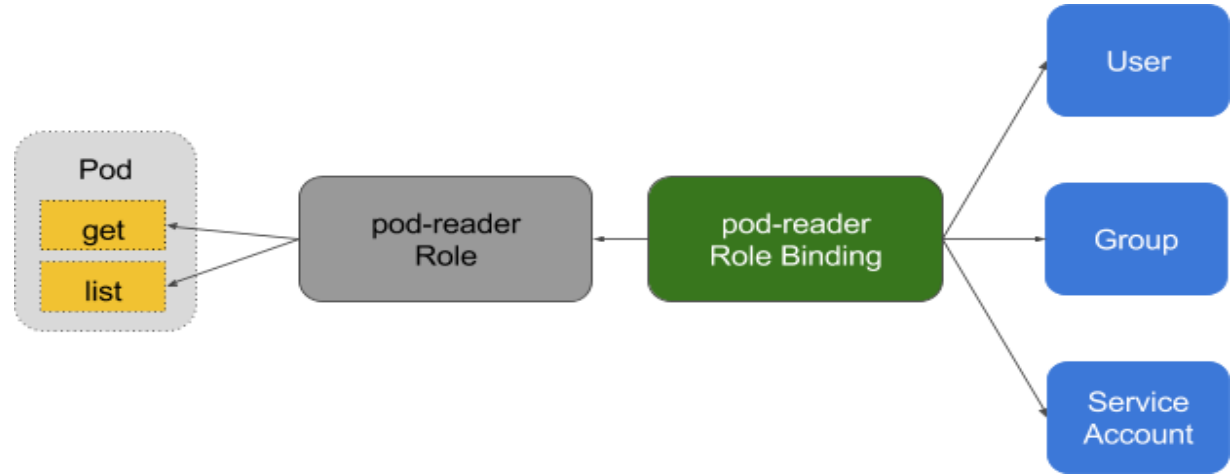 Pod
get
list
pod-reader
Role
pod-reader
Role Binding
User
Group
Service
Account